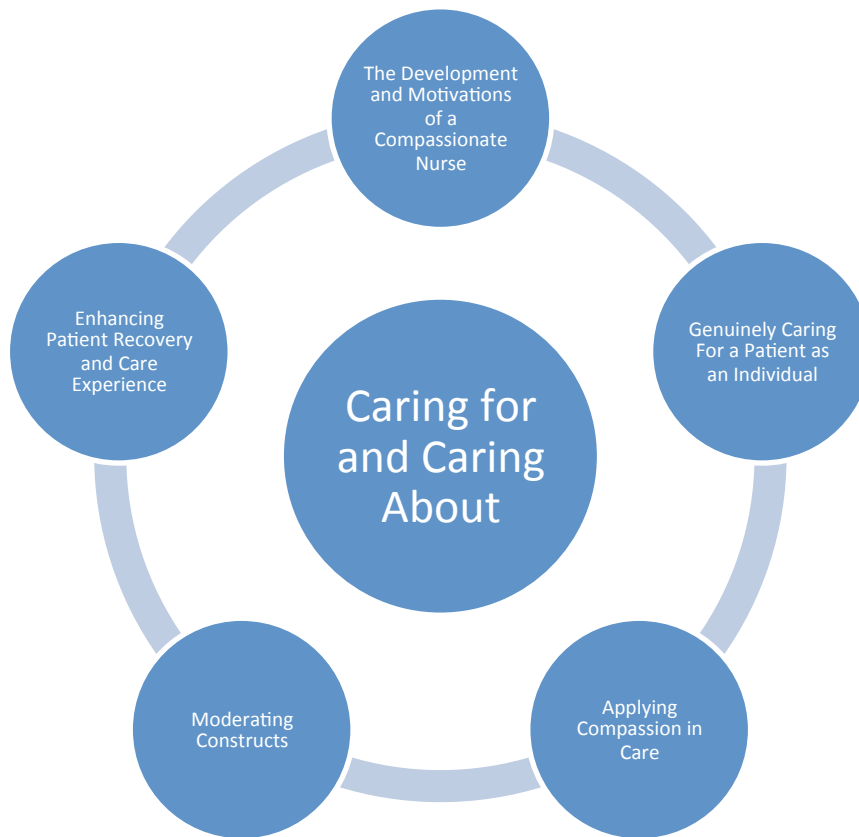 The Development
and Motivations
of a
Compassionate
Nurse
Genuinely Caring
For a Patient as
an Individual
Applying
Compassion in
Care
Moderating
Constructs
Enhancing
Patient Recovery
and Care
Experience
Caring for
and Caring
About